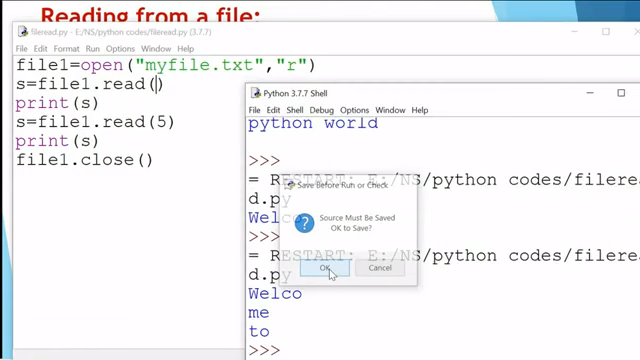 Reading from a file:
fileread.py - E:/NS/python codes/fileread.py (3.7.7)
File Edit Format Run Options Window Help
file1=open("myfile.txt","r")
s=file1.read()
print(s)
s=file1.read(5)
print(s)
file1.close()
Python 3.7.7 Shell
File Edit Shell Debug Options Window Help
python world
>>>
= RESTART: E:/NS/python codes/filerea
d.py
Welco
>>>
= RESTART: E:/NS/python codes/filerea
d.py
Welco
me
to
>>>
Save Before Run or Check
Source Must Be Saved
OK to Save?
OK Cancel